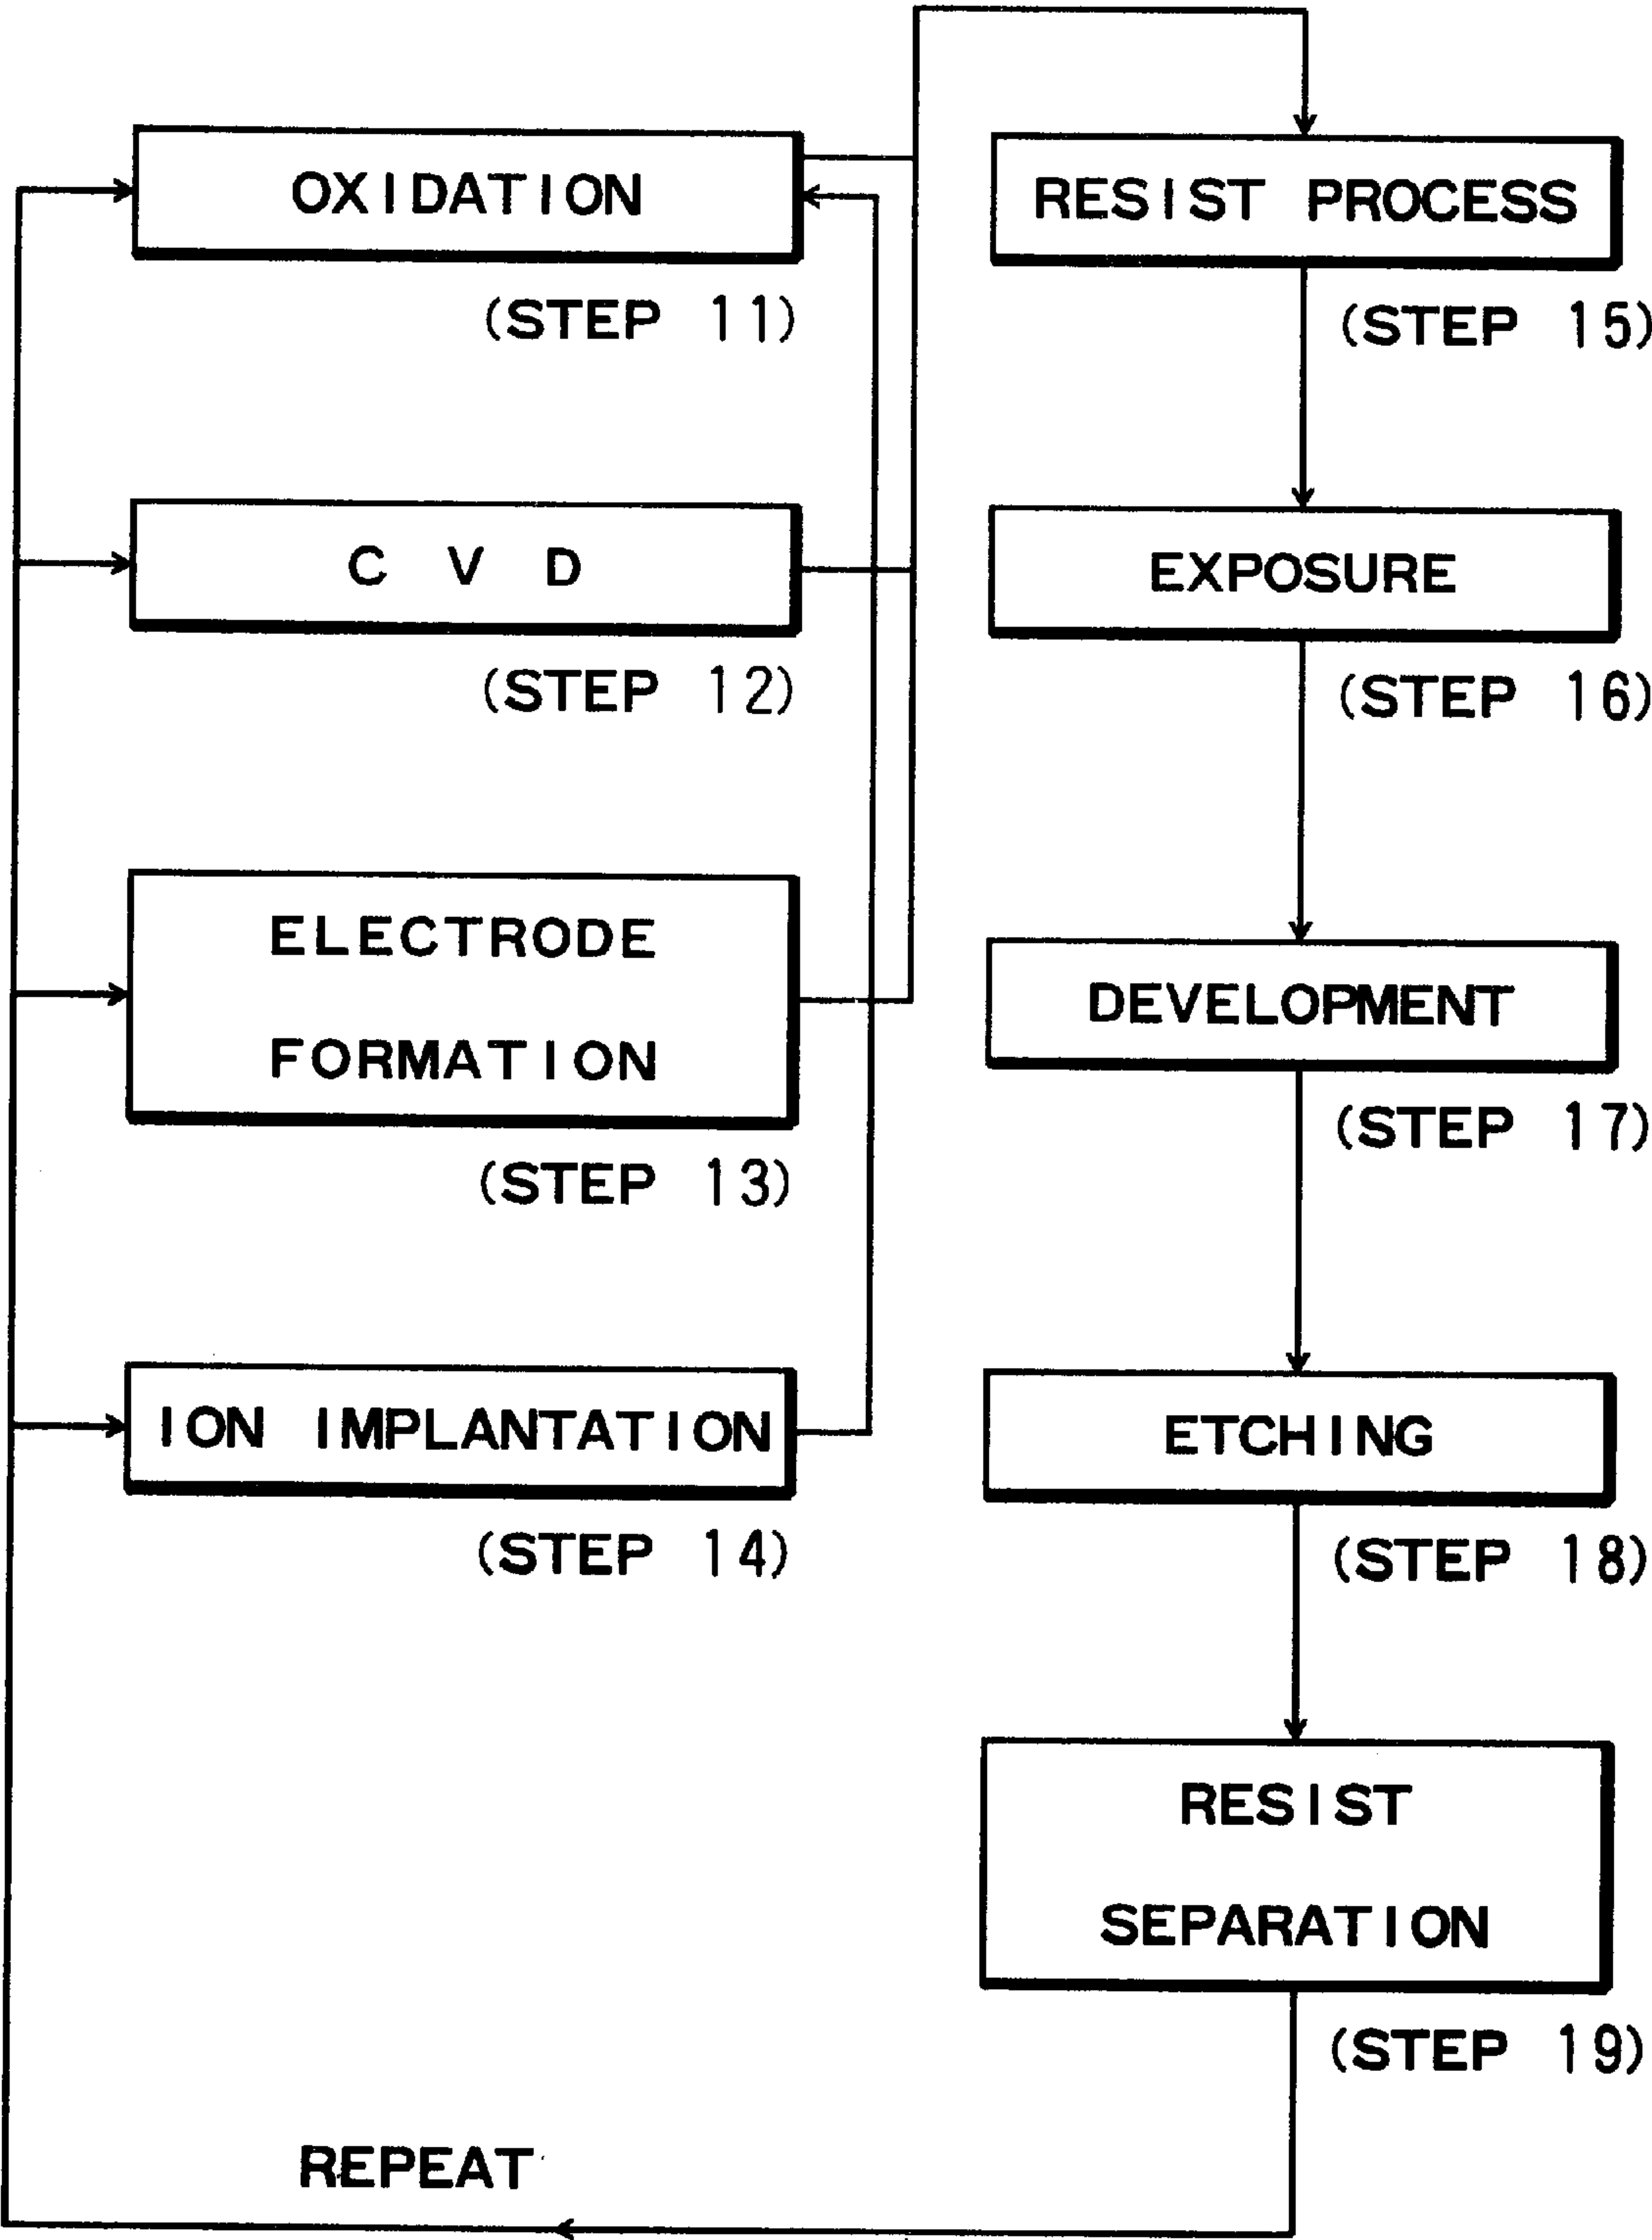 OXIDATION
(STEP 11)
C V D
(STEP 12)
ELECTRODE
FORMATION
(STEP 13)
ION IMPLANTATION
(STEP 14)
RESIST PROCESS
(STEP 15)
EXPOSURE
(STEP 16)
DEVELOPMENT
(STEP 17)
ETCHING
(STEP 18)
RESIST
SEPARATION
(STEP 19)
REPEAT